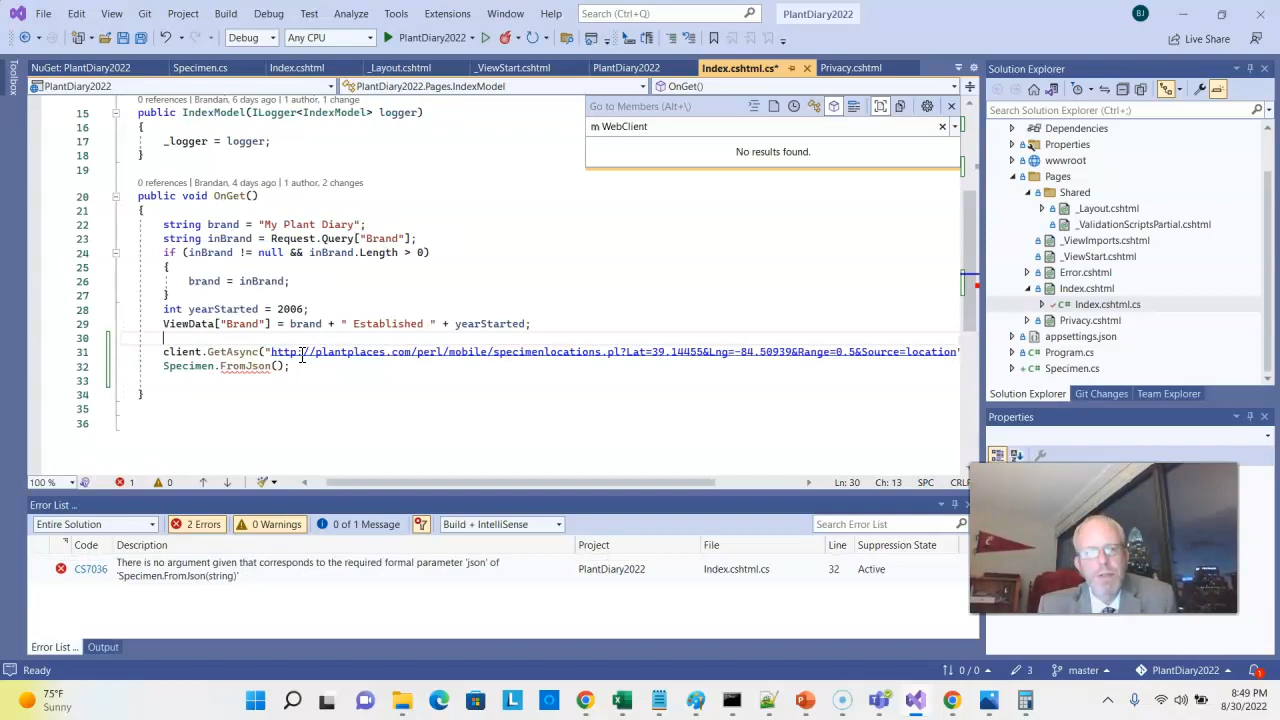 File Edit View Git Project Build Debug Test Analyze Tools Extensions Window Help Search (Ctrl+Q) PlantDiary2022 BJ
Debug Any CPU PlantDiary2022 Live Share
NuGet: PlantDiary2022 Specimen.cs Index.cshtml _Layout.cshtml _ViewStart.cshtml PlantDiary2022 Index.cshtml.cs* Privacy.cshtml
Toolbox
PlantDiary2022 PlantDiary2022.Pages.IndexModel OnGet()
Go to Members (Alt+\)
m WebClient
No results found.
0 references | Brandan, 6 days ago | 1 author, 1 change
15 public IndexModel(ILogger<IndexModel> logger)
16 {
17 _logger = logger;
18 }
19
0 references | Brandan, 4 days ago | 1 author, 2 changes
20 public void OnGet()
21 {
22 string brand = "My Plant Diary";
23 string inBrand = Request.Query["Brand"];
24 if (inBrand != null && inBrand.Length > 0)
25 {
26 brand = inBrand;
27 }
28 int yearStarted = 2006;
29 ViewData["Brand"] = brand + " Established " + yearStarted;
30
31 client.GetAsync("http://plantplaces.com/perl/mobile/specimenlocations.pl?Lat=39.14455&Lng=-84.50939&Range=0.5&Source=location"
32 Specimen.FromJson();
33
34 }
35
36
100 % 1 0 Ln: 30 Ch: 13 SPC CRLF
Solution Explorer
Search Solution Explorer (Ctrl+;)
Dependencies
Properties
wwwroot
Pages
Shared
_Layout.cshtml
_ValidationScriptsPartial.cshtml
_ViewImports.cshtml
_ViewStart.cshtml
Error.cshtml
Index.cshtml
Index.cshtml.cs
Privacy.cshtml
appsettings.json
Program.cs
Specimen.cs
Solution Explorer Git Changes Team Explorer
Properties
Error List ...
Entire Solution 2 Errors 0 Warnings 0 of 1 Message Build + IntelliSense Search Error List
Code Description Project File Line Suppression State
CS7036 There is no argument given that corresponds to the required formal parameter 'json' of 'Specimen.FromJson(string)' PlantDiary2022 Index.cshtml.cs 32 Active
Error List ... Output
Ready 0 / 0 3 master PlantDiary2022
75°F
Sunny
8:49 PM
8/30/2022